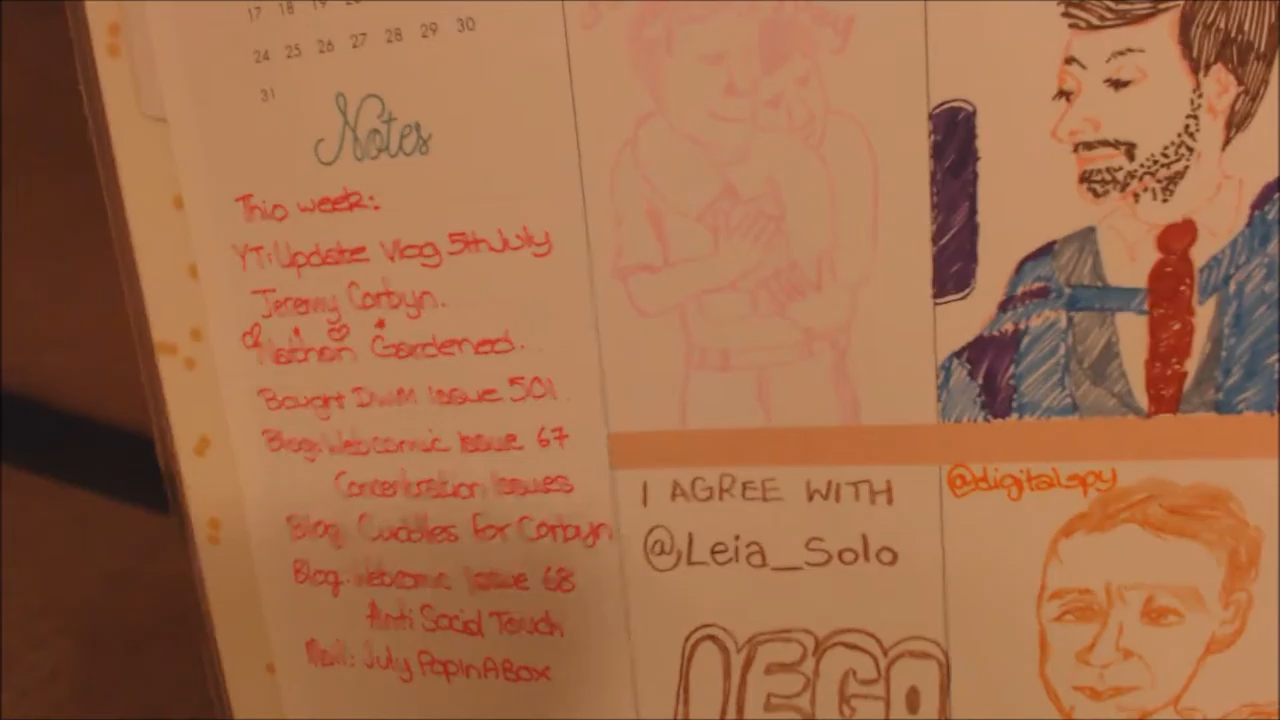 17 18 19
24 25 26 27 28 29 30
31
Notes
This week:
YT: Update Vlog 5th July
Jeremy Corbyn.
Nathan Gardened.
Bought DWM Issue 501.
Blog: Webcomic Issue 67
Concentration Issues
Blog: Cuddles For Corbyn
Blog: Webcomic Issue 68
Anti Social Touch
Mail: July PopInABox
I AGREE WITH
@Leia_Solo
LEGO
@digitalspy